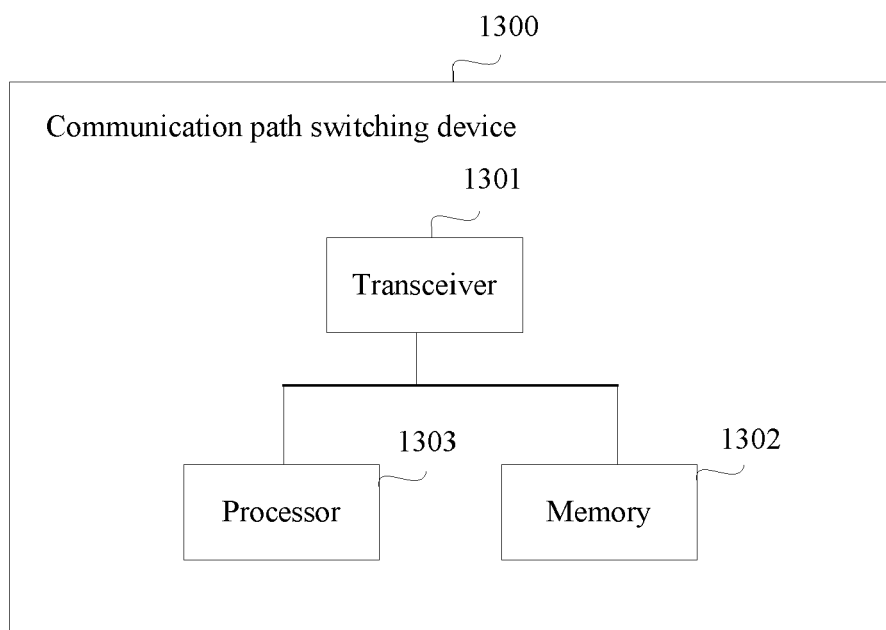 1300
Communication path switching device
1301
Transceiver
1303
1302
Processor
Memory